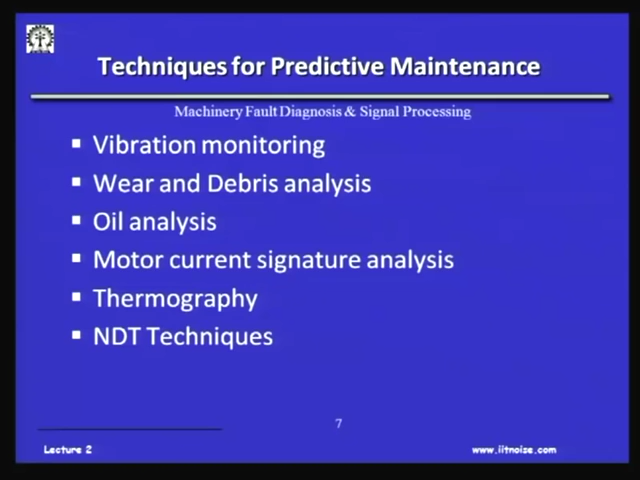 Techniques for Predictive Maintenance
Machinery Fault Diagnosis & Signal Processing
▪ Vibration monitoring
▪ Wear and Debris analysis
▪ Oil analysis
▪ Motor current signature analysis
▪ Thermography
▪ NDT Techniques
7
Lecture 2
www.iitnoise.com